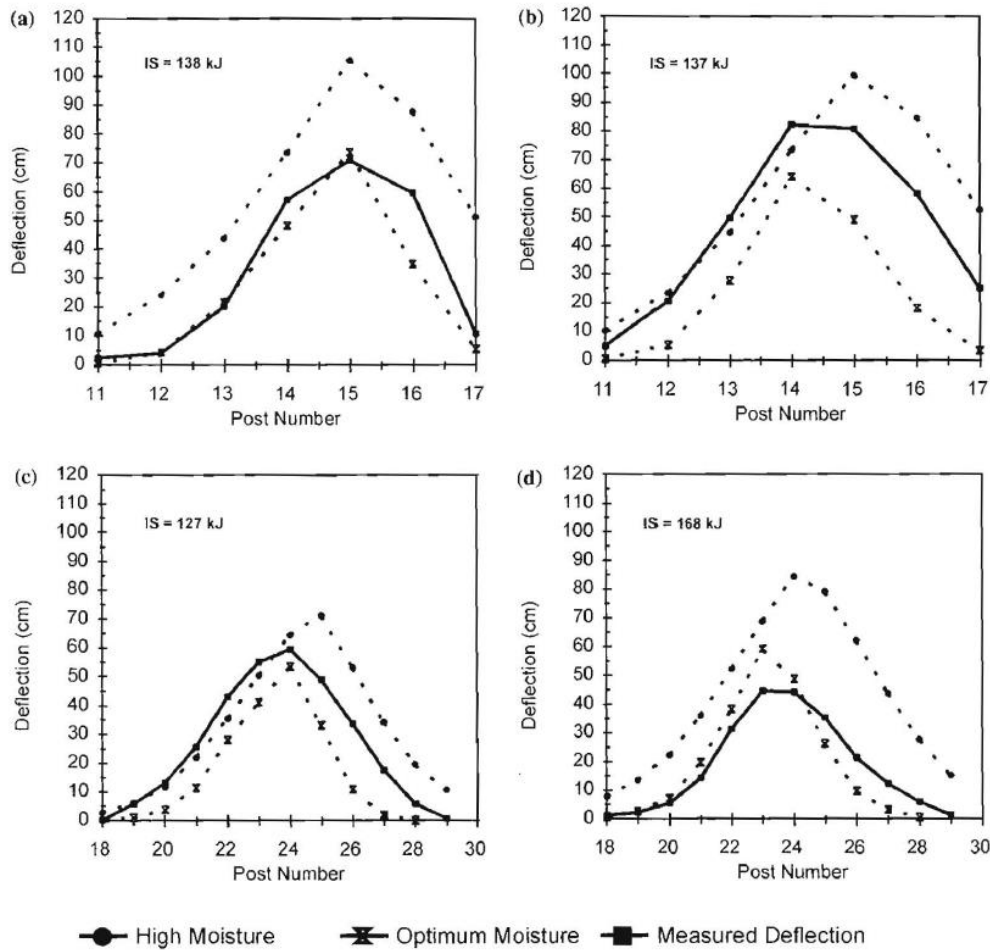 (a)
120
110
100
90
80
70
60
50
40
30
20
10
0
Deflection (cm)
IS = 138 kJ
11 12 13 14 15 16 17
Post Number
(b)
120
110
100
90
80
70
60
50
40
30
20
10
0
Deflection (cm)
IS = 137 kJ
11 12 13 14 15 16 17
Post Number
(c)
120
110
100
90
80
70
60
50
40
30
20
10
0
Deflection (cm)
IS = 127 kJ
18 20 22 24 26 28 30
Post Number
(d)
120
110
100
90
80
70
60
50
40
30
20
10
0
Deflection (cm)
IS = 168 kJ
18 20 22 24 26 28 30
Post Number
High Moisture Optimum Moisture Measured Deflection